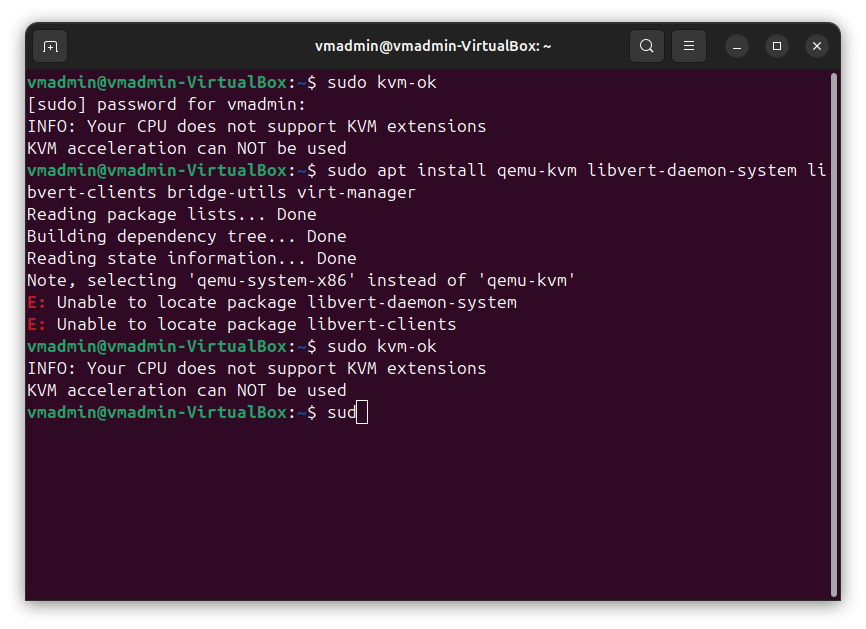 vmadmin@vmadmin-VirtualBox: ~
vmadmin@vmadmin-VirtualBox:~$ sudo kvm-ok
[sudo] password for vmadmin:
INFO: Your CPU does not support KVM extensions
KVM acceleration can NOT be used
vmadmin@vmadmin-VirtualBox:~$ sudo apt install qemu-kvm libvert-daemon-system li
bvert-clients bridge-utils virt-manager
Reading package lists... Done
Building dependency tree... Done
Reading state information... Done
Note, selecting 'qemu-system-x86' instead of 'qemu-kvm'
E: Unable to locate package libvert-daemon-system
E: Unable to locate package libvert-clients
vmadmin@vmadmin-VirtualBox:~$ sudo kvm-ok
INFO: Your CPU does not support KVM extensions
KVM acceleration can NOT be used
vmadmin@vmadmin-VirtualBox:~$ sud